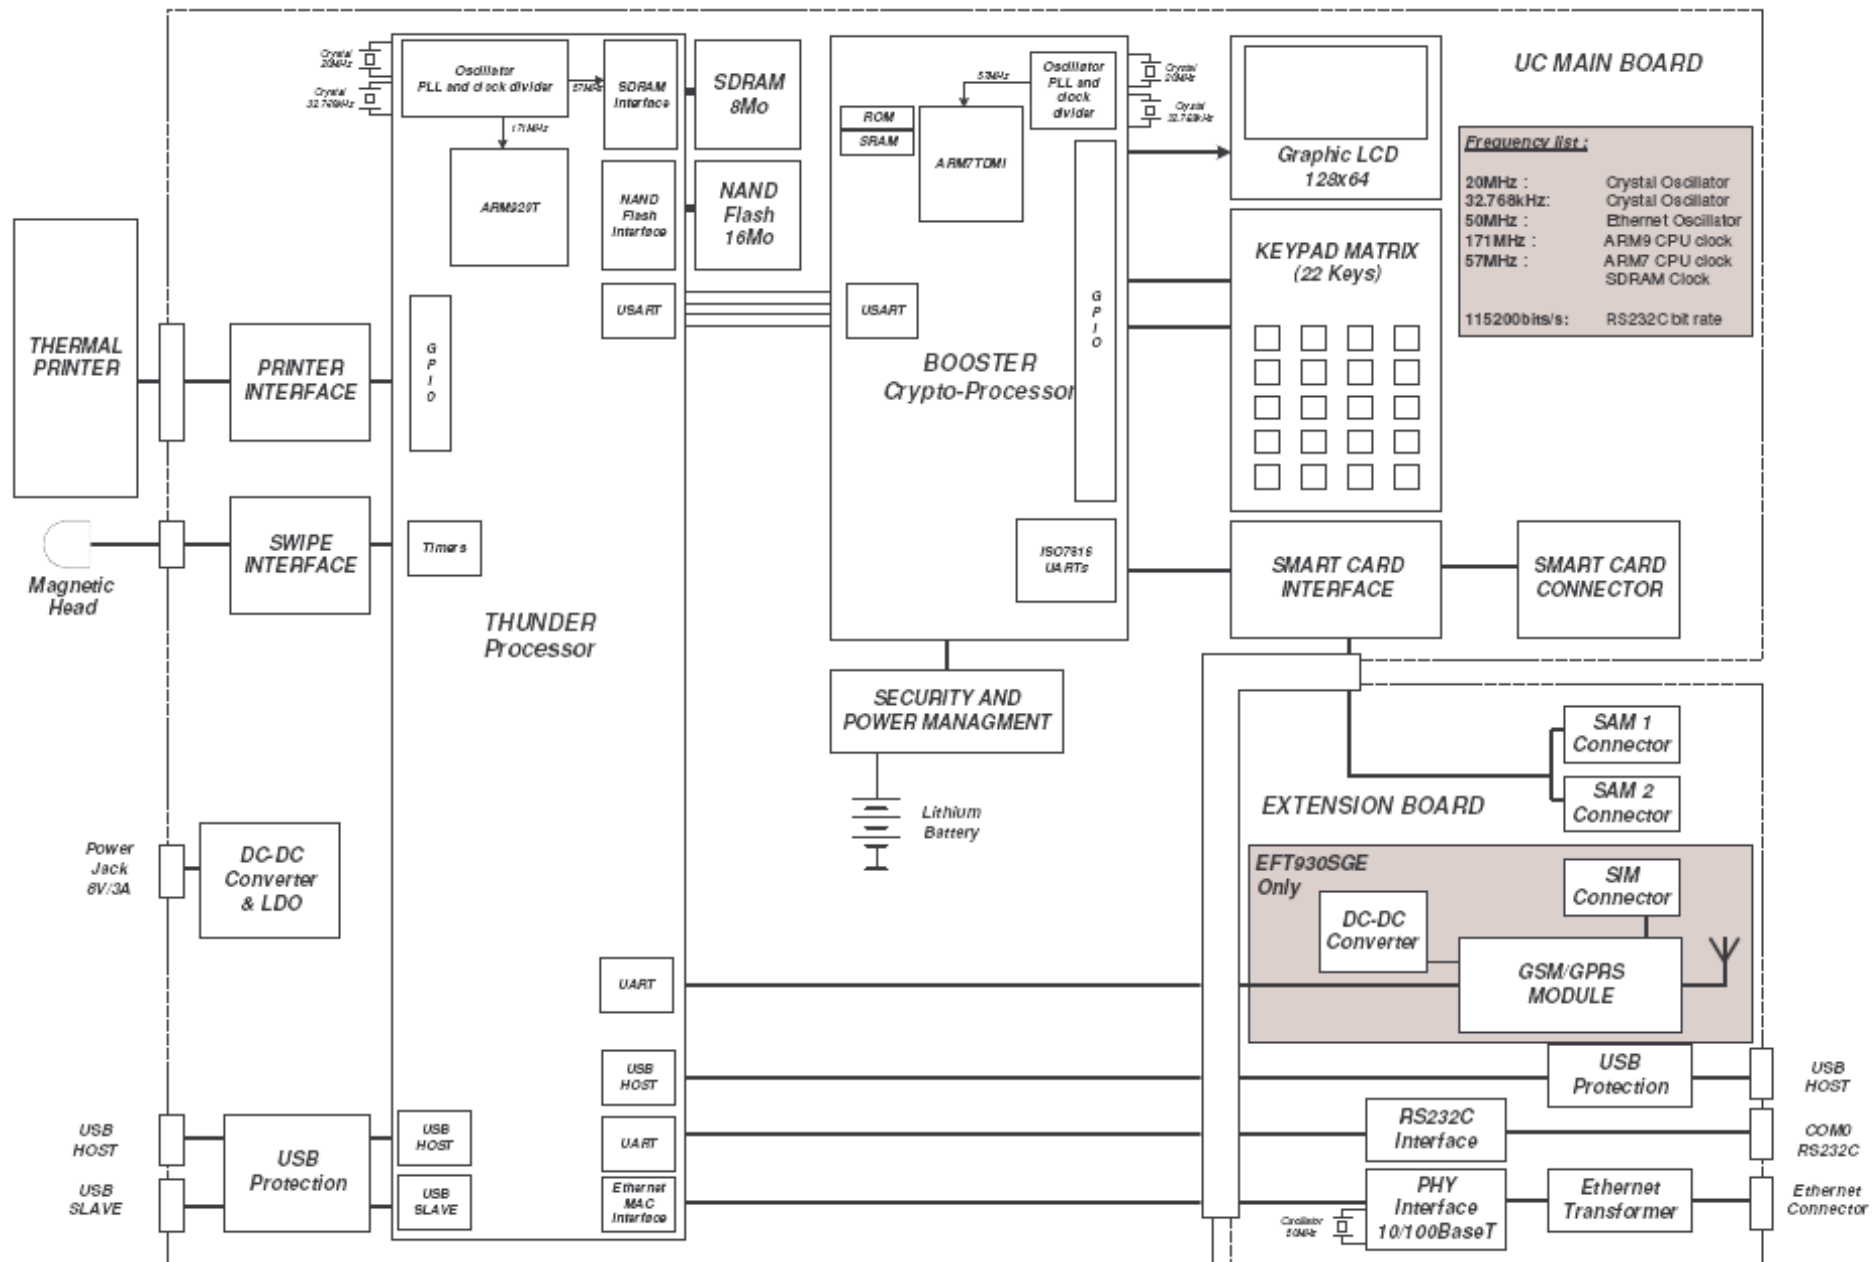 UC MAIN BOARD
Crystal
20MHz
Crystal
32.768kHz
Oscillator
PLL and clock divider
57MHz
171MHz
ARM920T
SDRAM
Interface
SDRAM
8Mo
NAND
Flash
Interface
NAND
Flash
16Mo
USART
GPIO
THERMAL
PRINTER
PRINTER
INTERFACE
Magnetic
Head
SWIPE
INTERFACE
Timers
THUNDER
Processor
57MHz
Oscillator
PLL and
clock
divider
Crystal
20MHz
Crystal
32.768kHz
ROM
SRAM
ARM7TDMI
USART
GPIO
BOOSTER
Crypto-Processor
ISO7816
UARTs
Graphic LCD
128x64
KEYPAD MATRIX
(22 Keys)
Frequency list :
20MHz : Crystal Oscillator
32.768kHz: Crystal Oscillator
50MHz : Ethernet Oscillator
171MHz : ARM9 CPU clock
57MHz : ARM7 CPU clock
SDRAM Clock
115200bits/s: RS232C bit rate
SMART CARD
INTERFACE
SMART CARD
CONNECTOR
SECURITY AND
POWER MANAGMENT
Lithium
Battery
SAM 1
Connector
SAM 2
Connector
EXTENSION BOARD
EFT930SGE
Only
SIM
Connector
DC-DC
Converter
GSM/GPRS
MODULE
Power
Jack
8V/3A
DC-DC
Converter
& LDO
UART
USB
HOST
UART
Ethernet
MAC
Interface
USB
HOST
USB
SLAVE
USB
Protection
USB
HOST
USB
SLAVE
USB
Protection
USB
HOST
RS232C
Interface
COM0
RS232C
PHY
Interface
10/100BaseT
Oscillator
50MHz
Ethernet
Transformer
Ethernet
Connector